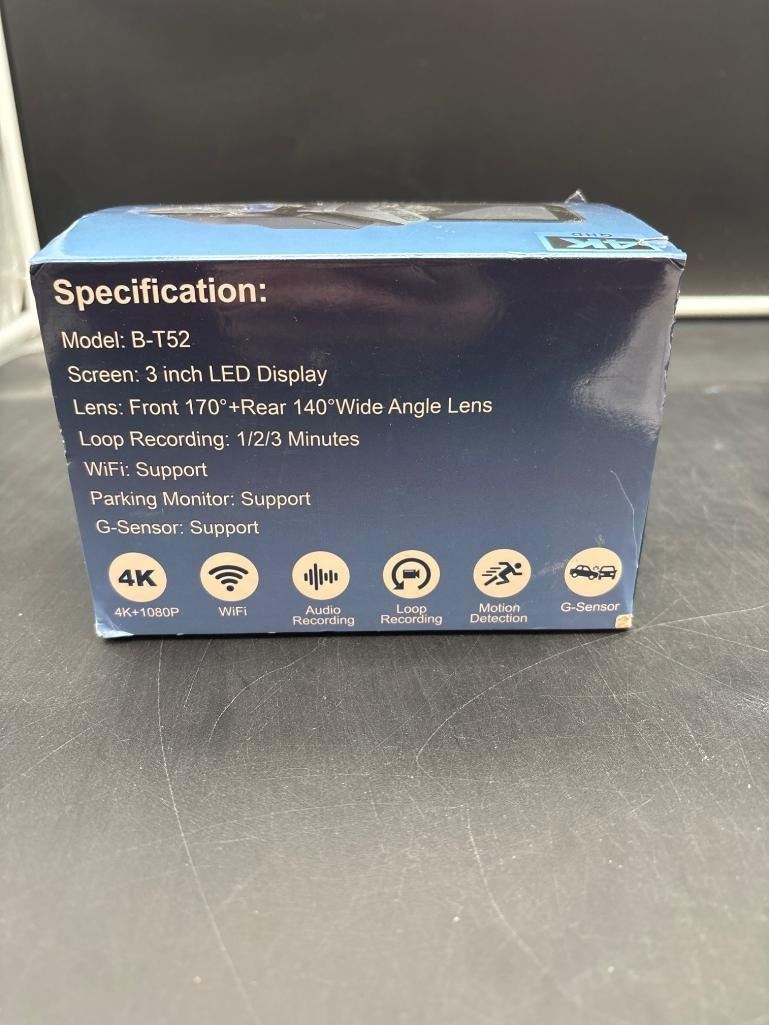 4K
UHD
Specification:
Model: B-T52
Screen: 3 inch LED Display
Lens: Front 170°+Rear 140°Wide Angle Lens
Loop Recording: 1/2/3 Minutes
WiFi: Support
Parking Monitor: Support
G-Sensor: Support
4K
4K+1080P
WiFi
Audio
Recording
Loop
Recording
Motion
Detection
G-Sensor